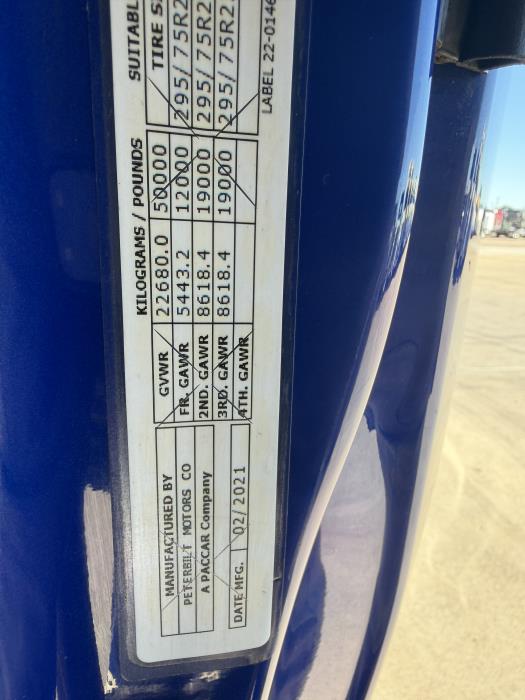 MANUFACTURED BY
PETERBILT MOTORS CO
A PACCAR Company
DATE MFG. 02/2021
KILOGRAMS / POUNDS
GVWR 22680.0 50000
FR. GAWR 5443.2 12000
2ND. GAWR 8618.4 19000
3RD. GAWR 8618.4 19000
4TH. GAWR
TIRE
295/75R2
295/75R2
295/75R2
LABEL 22-0146